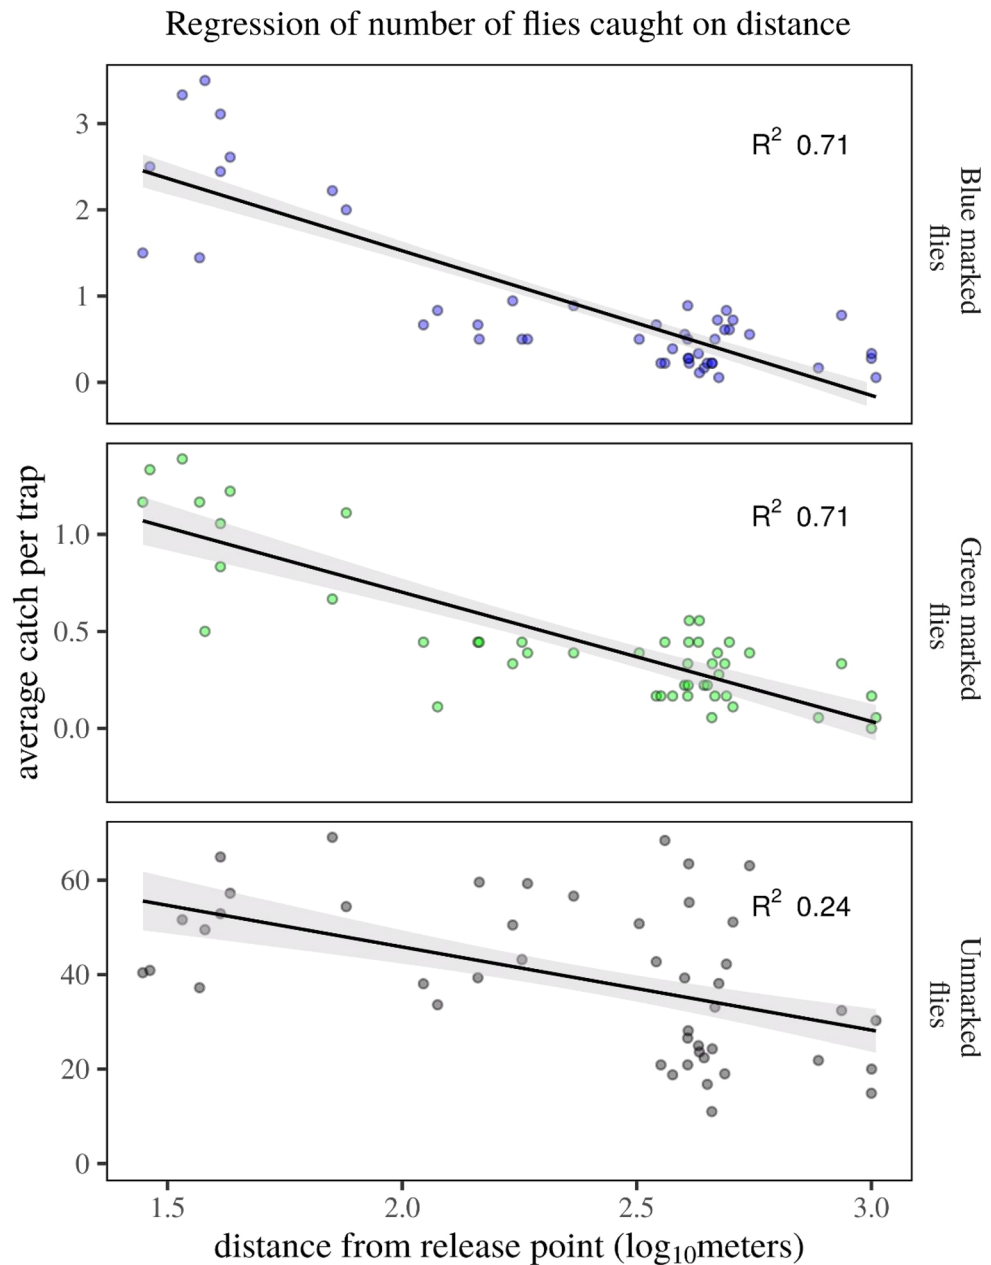 Regression of number of flies caught on distance
R² 0.71
3
2
1
0
Blue marked
flies
average catch per trap
R² 0.71
1.0
0.5
0.0
Green marked
flies
R² 0.24
60
40
20
0
Unmarked
flies
1.5 2.0 2.5 3.0
distance from release point (log₁₀meters)